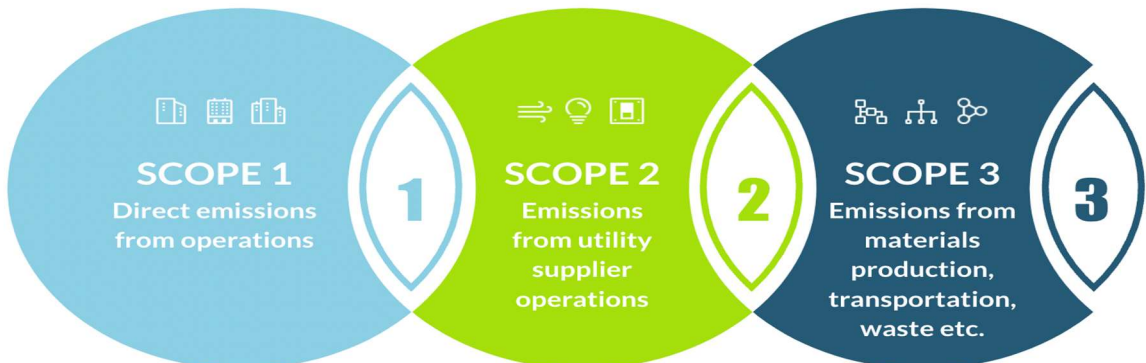 SCOPE 1
Direct emissions
from operations
1
SCOPE 2
Emissions
from utility
supplier
operations
2
SCOPE 3
Emissions from
materials
production,
transportation,
waste etc.
3